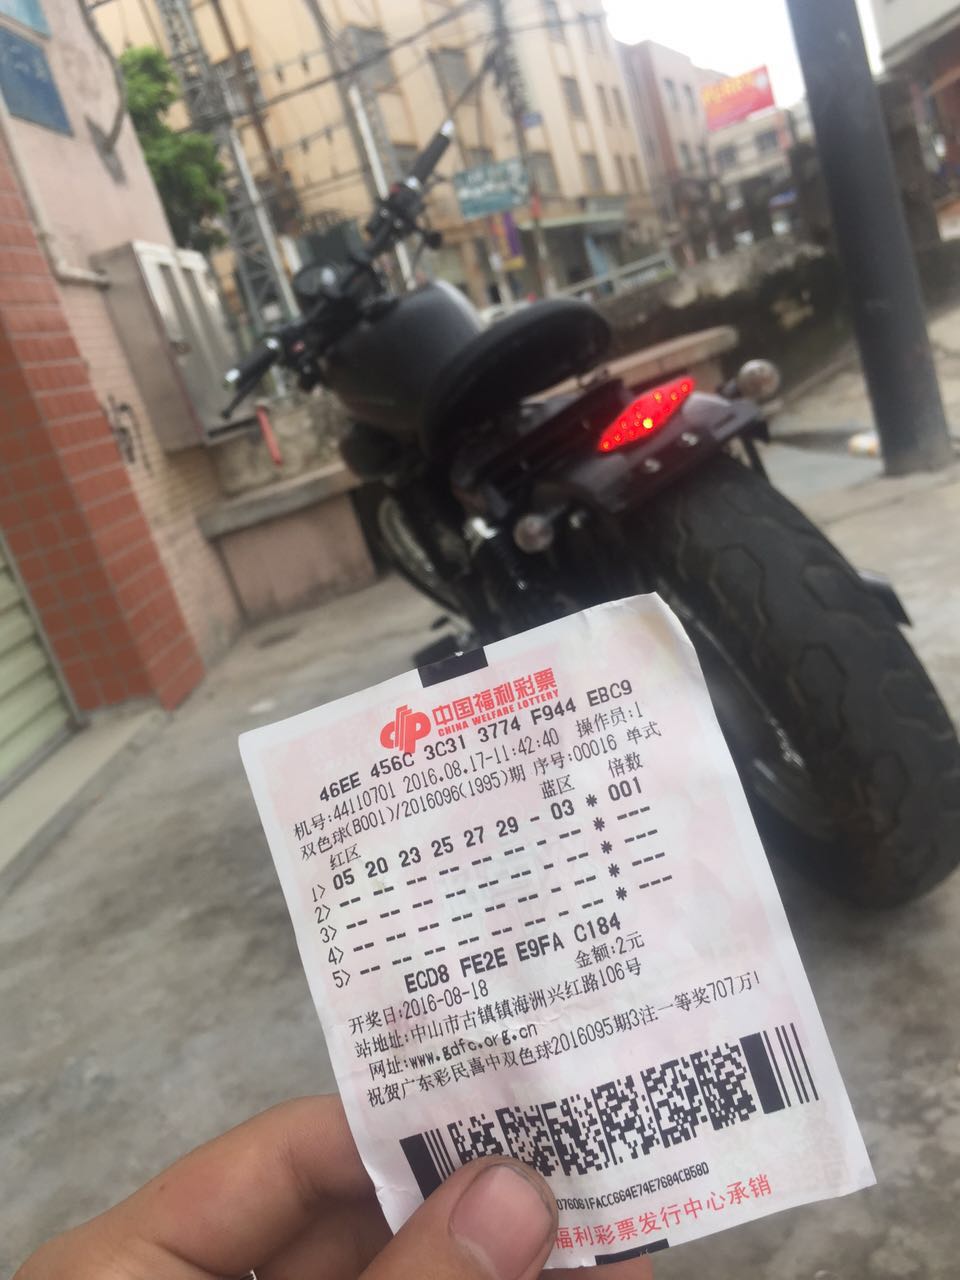 中国福利彩票
CHINA WELFARE LOTTERY
46EE 456C 3C31 3774 F944 EBC9
机号:44110701 2016.08.17-11:42:40 操作员:1
双色球(B001)/2016096(1995)期 序号:00016 单式
红区 蓝区 倍数
1> 05 20 23 25 27 29 - 03 * 001
2> -- -- -- -- -- -- - -- * ---
3> -- -- -- -- -- -- - -- * ---
4> -- -- -- -- -- -- - -- * ---
5> -- -- -- -- -- -- - -- * ---
ECD8 FE2E E9FA C184
开奖日:2016-08-18 金额:2元
站地址:中山市古镇镇海洲兴红路106号
网址:www.gdfc.org.cn
祝贺广东彩民喜中双色球2016095期3注一等奖707万!
076061FACC664E74E7684CB58D
福利彩票发行中心承销